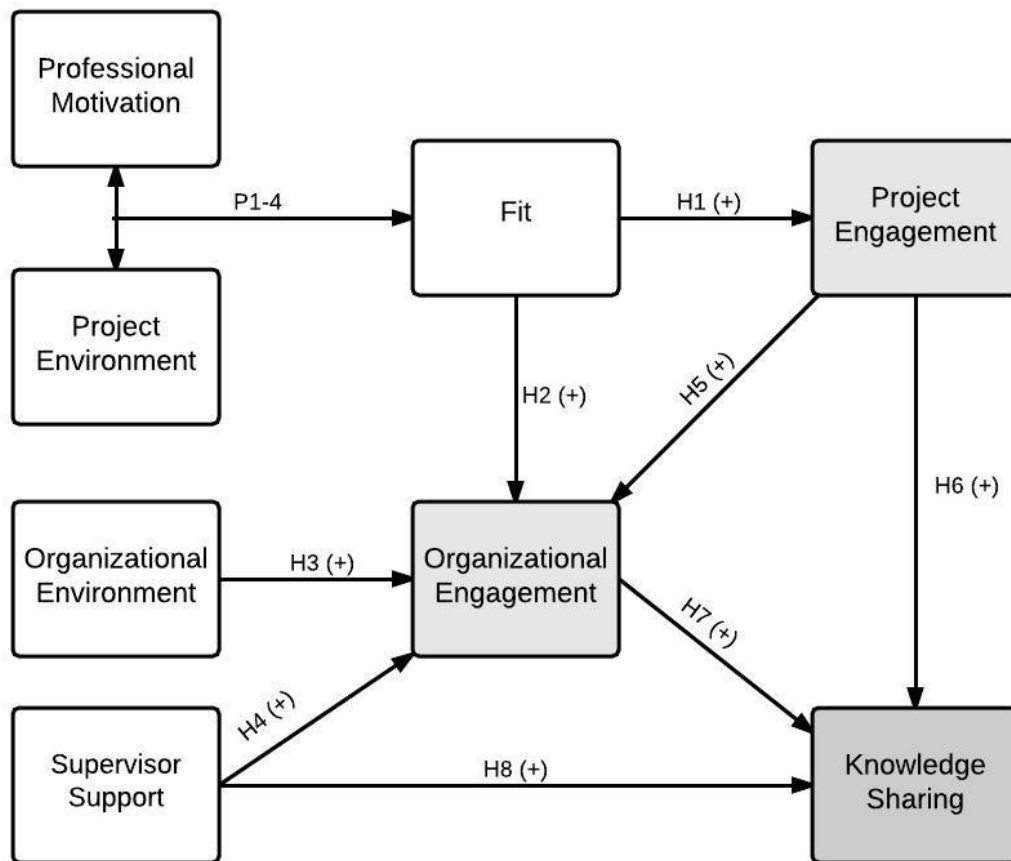 Professional
Motivation
P1-4
Fit
H1 (+)
Project
Engagement
Project
Environment
H2 (+)
H5 (+)
H6 (+)
Organizational
Environment
H3 (+)
Organizational
Engagement
H7 (+)
H4 (+)
Supervisor
Support
H8 (+)
Knowledge
Sharing